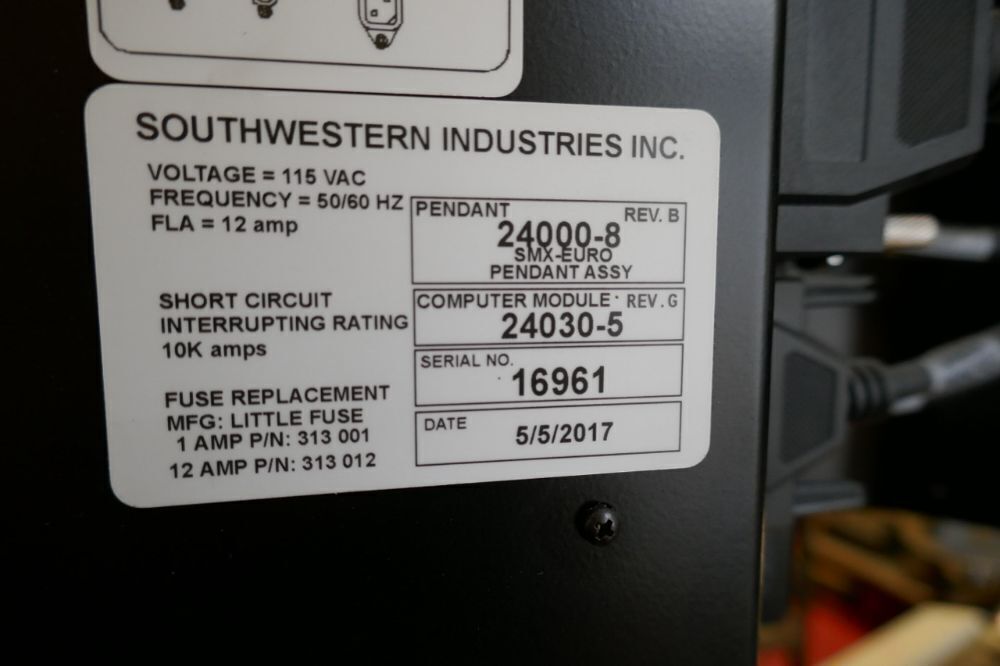 SOUTHWESTERN INDUSTRIES INC.
VOLTAGE = 115 VAC
FREQUENCY = 50/60 HZ
FLA = 12 amp
PENDANT REV. B
24000-8
SMX-EURO
PENDANT ASSY
SHORT CIRCUIT
INTERRUPTING RATING
10K amps
COMPUTER MODULE REV. G
24030-5
SERIAL NO.
16961
FUSE REPLACEMENT
MFG: LITTLE FUSE
1 AMP P/N: 313 001
12 AMP P/N: 313 012
DATE
5/5/2017